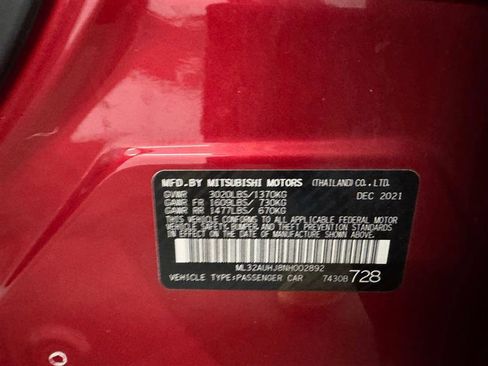 MFD. BY MITSUBISHI MOTORS (THAILAND) CO., LTD.
GVWR 3020LBS/1370KG DEC 2021
GAWR FR 1609LBS/ 730KG
GAWR RR 1477LBS/ 670KG
THIS VEHICLE CONFORMS TO ALL APPLICABLE FEDERAL MOTOR
VEHICLE SAFETY, BUMPER AND THEFT PREVENTION STANDARDS
IN EFFECT ON THE DATE OF MANUFACTURE SHOWN ABOVE.
ML32AUHJ8NH002892
VEHICLE TYPE:PASSENGER CAR 7430B 728